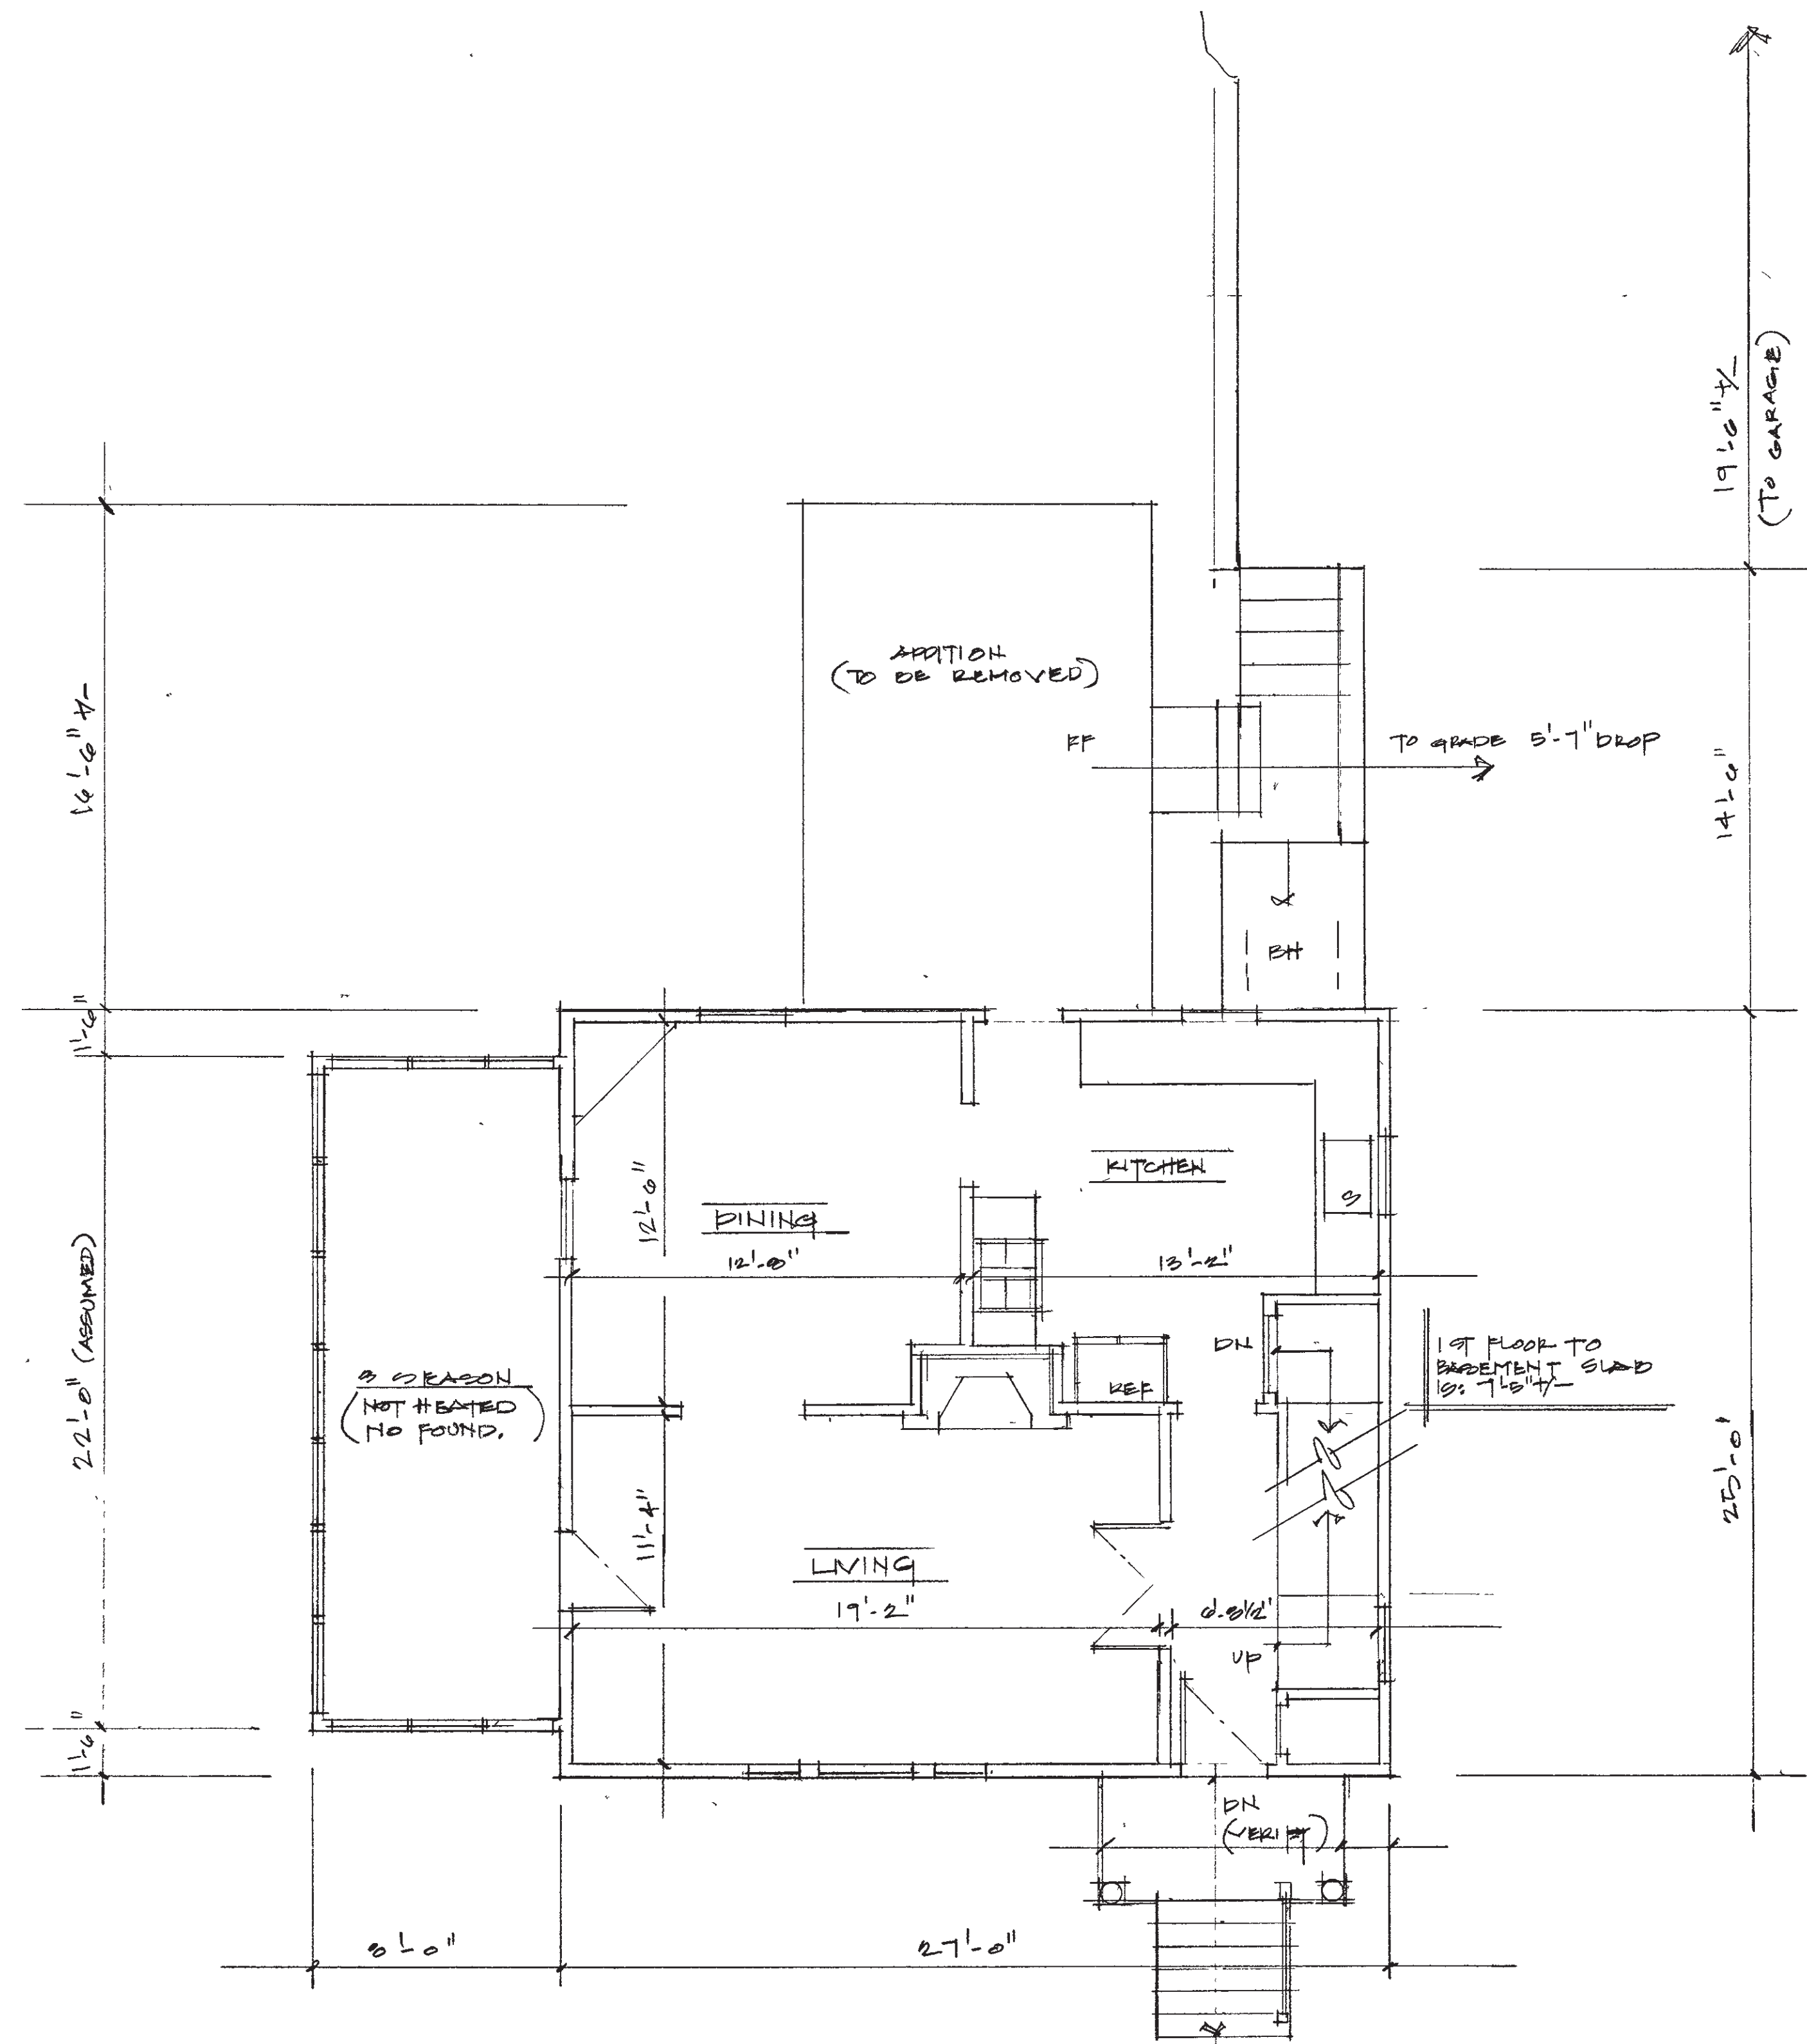 19'-6" +/-
(TO GARAGE)
ADDITION
(TO BE REMOVED)
16'-6" +/-
FF
TO GRADE 5'-7" DROP
14'-6"
BH
1'-6"
KITCHEN
S
12'-0"
DINING
12'-8"
13'-2"
22'-0" (ASSUMED)
DN
1ST FLOOR TO
BASEMENT SLAB
IS: 7'-5" +/-
REF
3 SEASON
(NOT HEATED
NO FOUND.)
25'-0"
11'-4"
LIVING
19'-2"
6'-8 1/2"
UP
1'-6"
DN
(VERIFY)
8'-0"
27'-0"